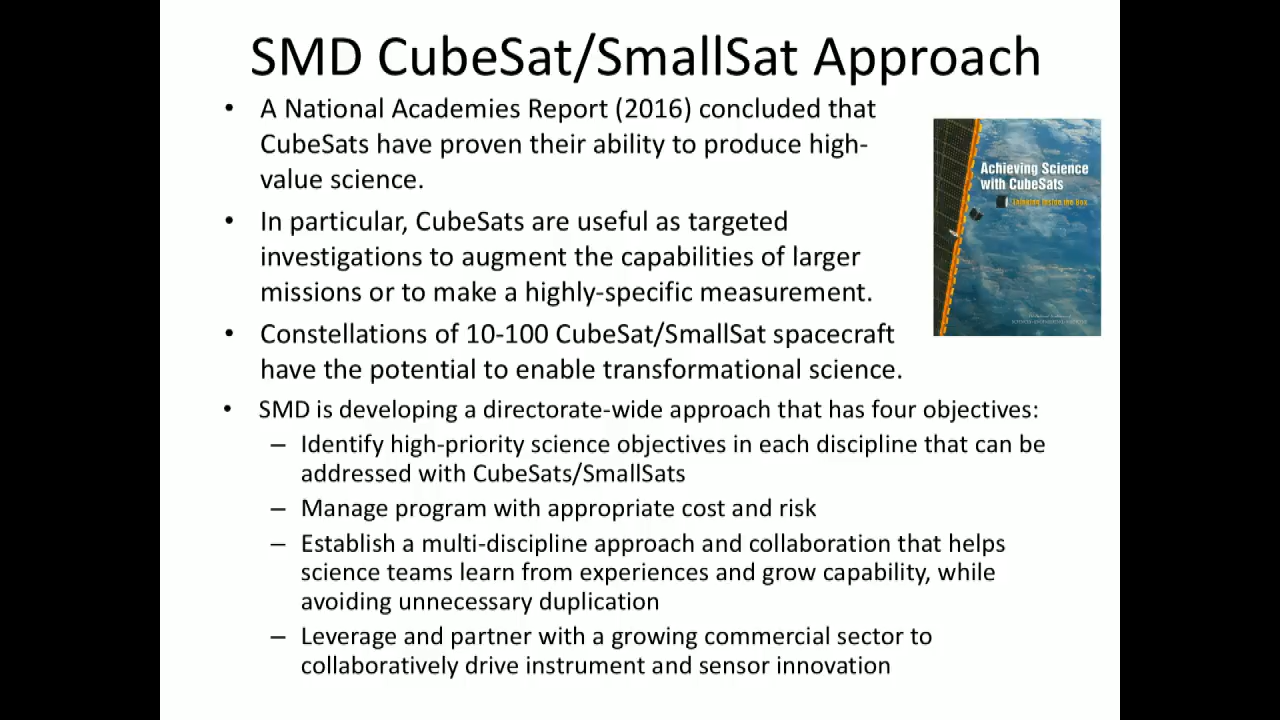 SMD CubeSat/SmallSat Approach
• A National Academies Report (2016) concluded that
CubeSats have proven their ability to produce high-
value science.
• In particular, CubeSats are useful as targeted
investigations to augment the capabilities of larger
missions or to make a highly-specific measurement.
• Constellations of 10-100 CubeSat/SmallSat spacecraft
have the potential to enable transformational science.
• SMD is developing a directorate-wide approach that has four objectives:
– Identify high-priority science objectives in each discipline that can be
addressed with CubeSats/SmallSats
– Manage program with appropriate cost and risk
– Establish a multi-discipline approach and collaboration that helps
science teams learn from experiences and grow capability, while
avoiding unnecessary duplication
– Leverage and partner with a growing commercial sector to
collaboratively drive instrument and sensor innovation
Achieving Science
with CubeSats
Thinking Inside the Box